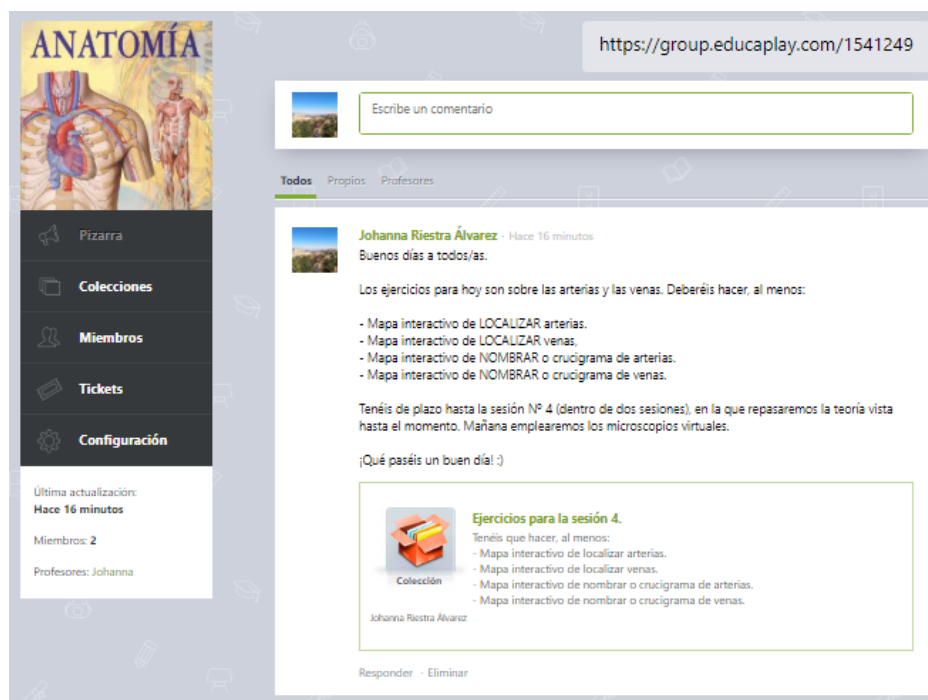 ANATOMÍA
Pizarra
Colecciones
Miembros
Tickets
Configuración
Última actualización:
Hace 16 minutos
Miembros: 2
Profesores: Johanna
https://group.educaplay.com/1541249
Escribe un comentario
Todos Propios Profesores
Johanna Riestra Álvarez · Hace 16 minutos
Buenos días a todos/as.
Los ejercicios para hoy son sobre las arterias y las venas. Deberéis hacer, al menos:
- Mapa interactivo de LOCALIZAR arterias.
- Mapa interactivo de LOCALIZAR venas,
- Mapa interactivo de NOMBRAR o crucigrama de arterias.
- Mapa interactivo de NOMBRAR o crucigrama de venas.
Tenéis de plazo hasta la sesión Nº 4 (dentro de dos sesiones), en la que repasaremos la teoría vista
hasta el momento. Mañana emplearemos los microscopios virtuales.
¡Qué paséis un buen día! :)
Colección
Johanna Riestra Álvarez
Ejercicios para la sesión 4.
Tenéis que hacer, al menos:
- Mapa interactivo de localizar arterias.
- Mapa interactivo de localizar venas.
- Mapa interactivo de nombrar o crucigrama de arterias.
- Mapa interactivo de nombrar o crucigrama de venas.
Responder · Eliminar